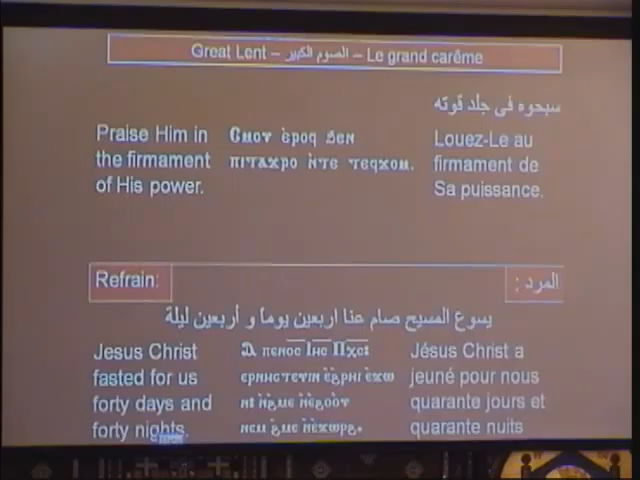 Great Lent – الصوم الكبير – Le grand carême
سبحوه فى جلد قوته
Praise Him in
the firmament
of His power.
Ⲥⲙⲟⲩ ⲉ̀ⲣⲟϥ ϧⲉⲛ
ⲡⲓⲧⲁϫⲣⲟ ⲛ̀ⲧⲉ ⲧⲉϥϫⲟⲙ.
Louez-Le au
firmament de
Sa puissance.
Refrain:
المرد :
يسوع المسيح صام عنا اربعين يوما و أربعين ليلة
Jesus Christ
fasted for us
forty days and
forty nights.
Ⲁ ⲡⲉⲛⲟ̅ⲥ̅ Ⲓⲏ̅ⲥ̅ Ⲡⲭ̅ⲥ̅
ⲉⲣⲛⲏⲥⲧⲉⲩⲓⲛ ⲉ̀ϩ̀ⲣⲏⲓ ⲉ̀ϫⲱ
ⲛ̀ϩ̀ⲙⲉ ⲛ̀ⲉ̀ϩⲟⲟⲩ
ⲛⲉⲙ ϩ̀ⲙⲉ ⲛ̀ⲉ̀ϫⲱⲣϩ.
Jésus Christ a
jeuné pour nous
quarante jours et
quarante nuits